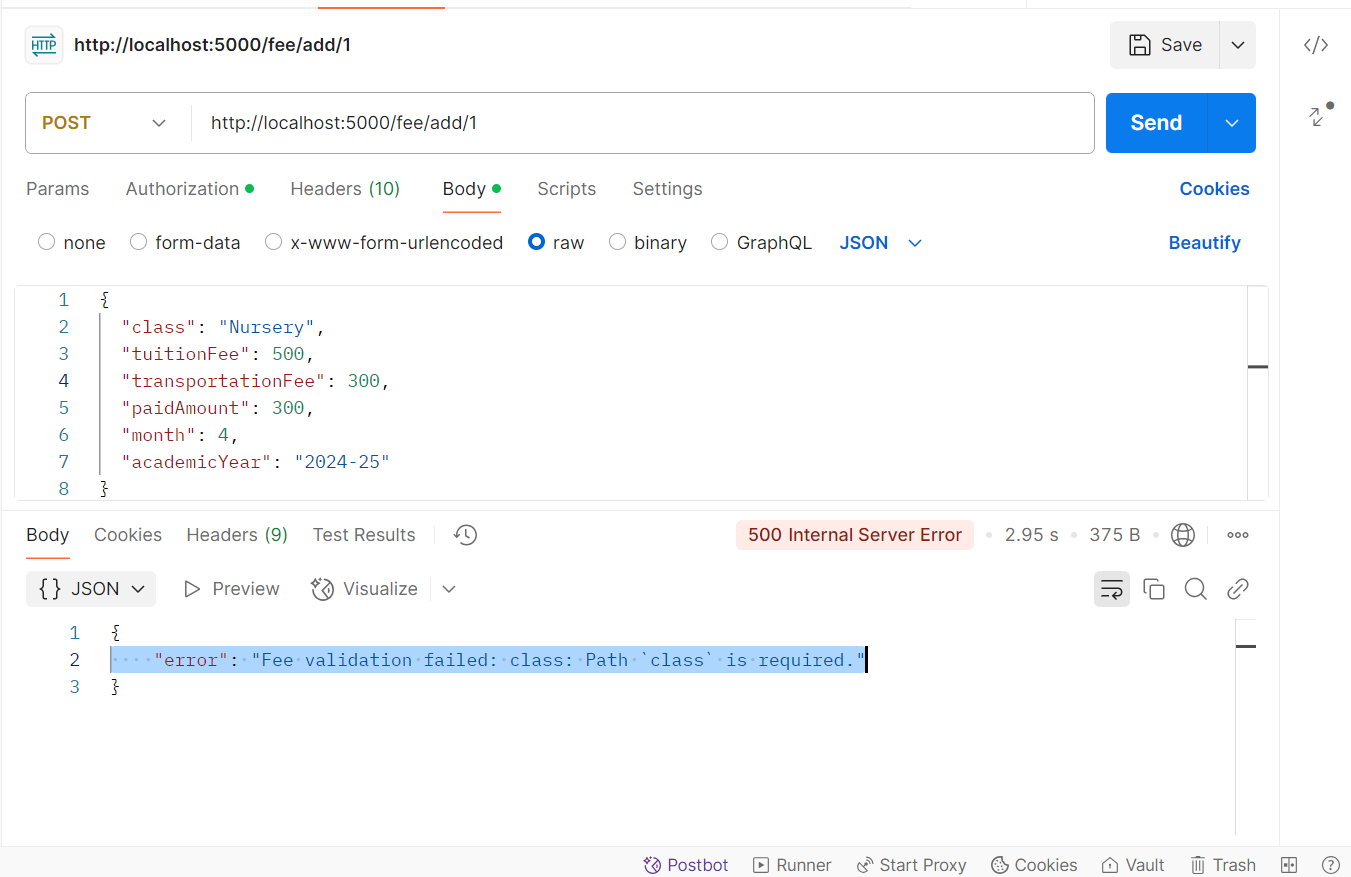 HTTP http://localhost:5000/fee/add/1 Save </>
POST http://localhost:5000/fee/add/1 Send
Params Authorization Headers (10) Body Scripts Settings Cookies
none form-data x-www-form-urlencoded raw binary GraphQL JSON Beautify
1 {
2 "class": "Nursery",
3 "tuitionFee": 500,
4 "transportationFee": 300,
5 "paidAmount": 300,
6 "month": 4,
7 "academicYear": "2024-25"
8 }
Body Cookies Headers (9) Test Results 500 Internal Server Error • 2.95 s • 375 B •
{} JSON Preview Visualize
1 {
2 "error": "Fee validation failed: class: Path `class` is required."
3 }
Postbot Runner Start Proxy Cookies Vault Trash